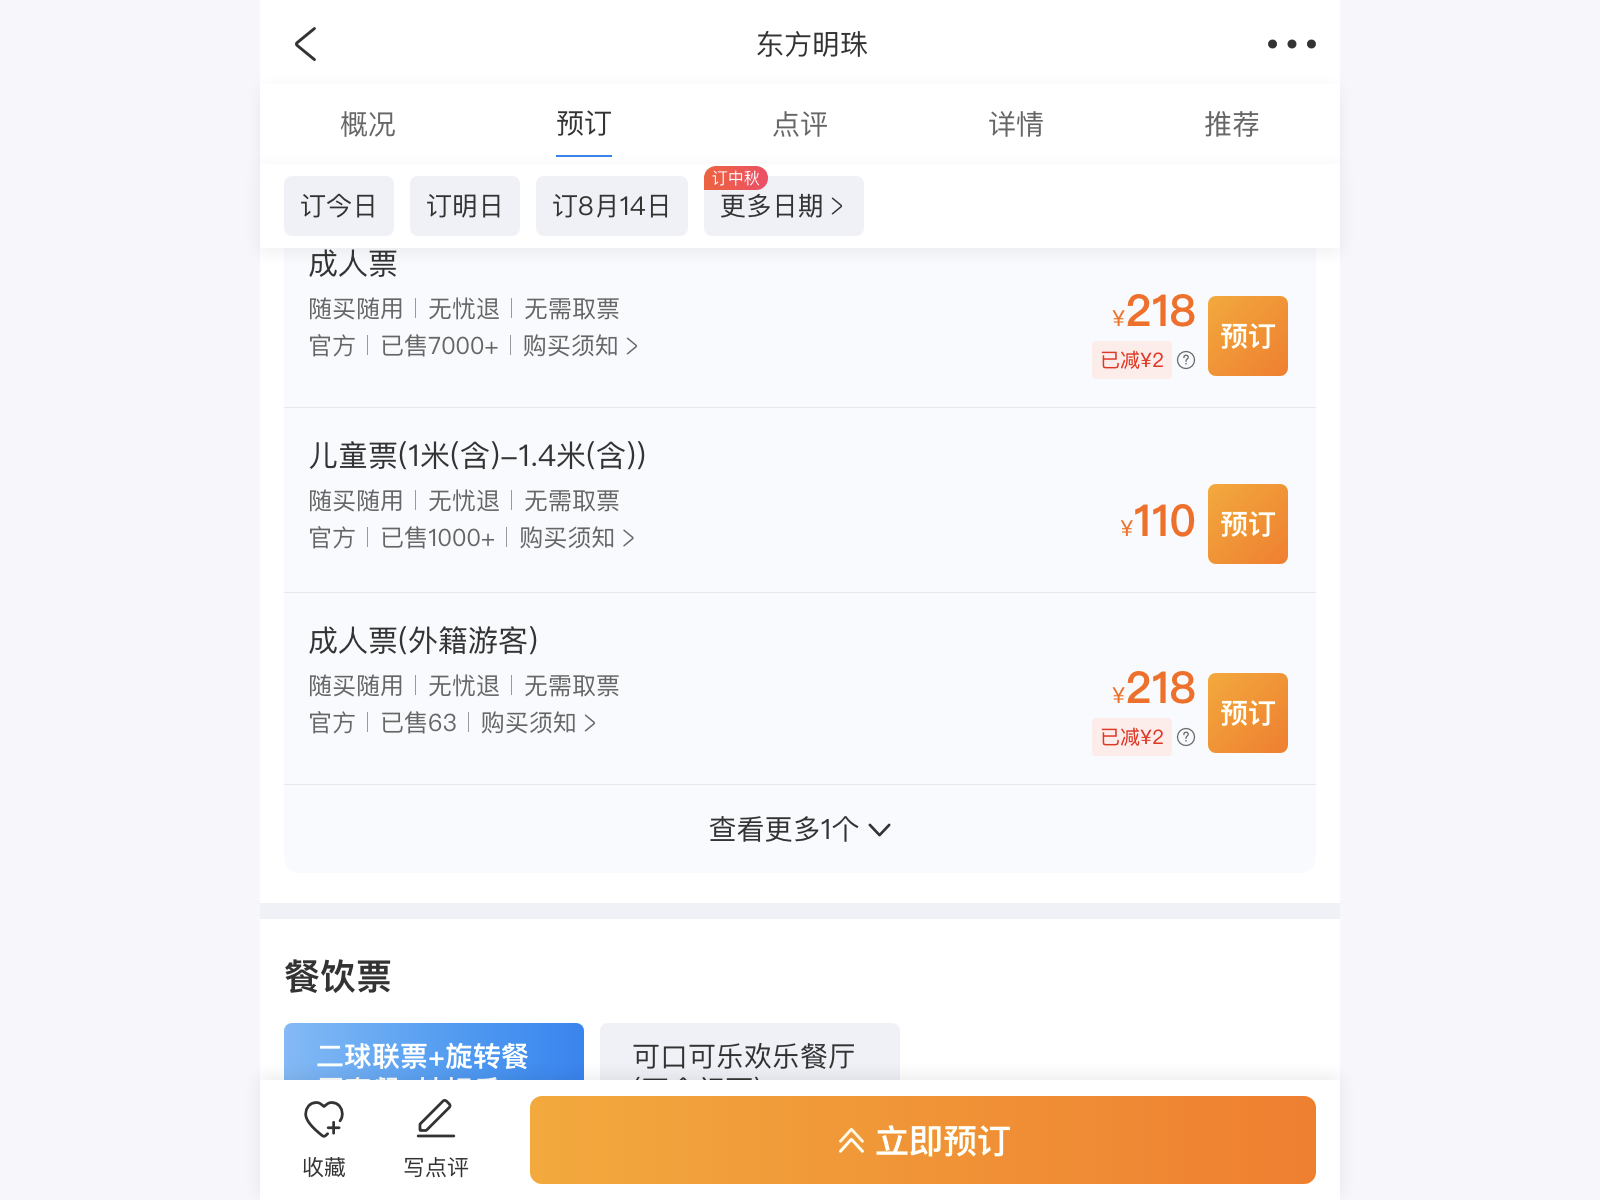 东方明珠
概况 预订 点评 详情 推荐
订中秋
订今日 订明日 订8月14日 更多日期
成人票
随买随用 无忧退 无需取票
官方 已售7000+ 购买须知
¥218
已减¥2
预订
儿童票(1米(含)–1.4米(含))
随买随用 无忧退 无需取票
官方 已售1000+ 购买须知
¥110
预订
成人票(外籍游客)
随买随用 无忧退 无需取票
官方 已售63 购买须知
¥218
已减¥2
预订
查看更多1个
餐饮票
二球联票+旋转餐
可口可乐欢乐餐厅
收藏 写点评 立即预订